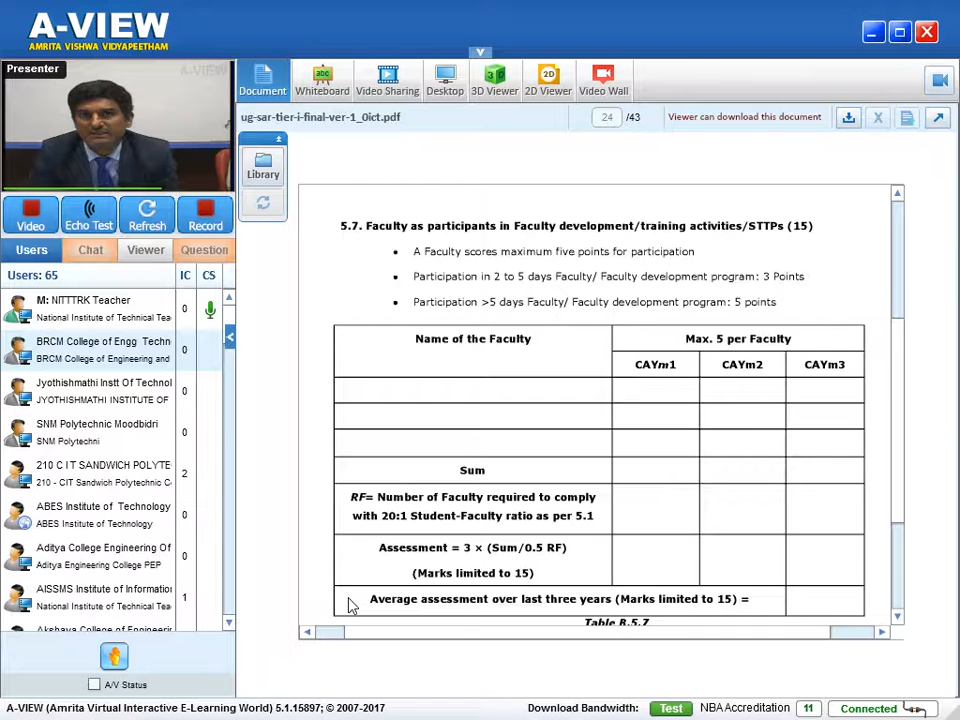 A-VIEW
AMRITA VISHWA VIDYAPEETHAM
V
Presenter
A-VIEW
Video
Echo Test
Refresh
Record
Users
Chat
Viewer
Question
Users: 65
IC
CS
M: NITTTRK Teacher
National Institute of Technical Tea
0
BRCM College of Engg Techn
BRCM College of Engineering and
0
Jyothishmathi Instt Of Technol
JYOTHISHMATHI INSTITUTE OF
0
SNM Polytechnic Moodbidri
SNM Polytechni
0
210 C I T SANDWICH POLYTE
210 - CIT Sandwich Polytechnic C
2
ABES Institute of Technology
ABES Institute of Technology
0
Aditya College Engineering Of
Aditya Engineering College PEP
0
AISSMS Institute of Informatio
National Institute of Technical Tea
1
Akshaya College of Engineeri
A/V Status
Document
Whiteboard
Video Sharing
Desktop
3D Viewer
2D Viewer
Video Wall
abc
3D
2D
ug-sar-tier-i-final-ver-1_0ict.pdf
24
/43
Viewer can download this document
Library
5.7. Faculty as participants in Faculty development/training activities/STTPs (15)
• A Faculty scores maximum five points for participation
• Participation in 2 to 5 days Faculty/ Faculty development program: 3 Points
• Participation >5 days Faculty/ Faculty development program: 5 points
Name of the Faculty
Max. 5 per Faculty
CAYm1
CAYm2
CAYm3
Sum
RF= Number of Faculty required to comply
with 20:1 Student-Faculty ratio as per 5.1
Assessment = 3 × (Sum/0.5 RF)
(Marks limited to 15)
Average assessment over last three years (Marks limited to 15) =
Table B.5.7
A-VIEW (Amrita Virtual Interactive E-Learning World) 5.1.15897; © 2007-2017
Download Bandwidth:
Test
NBA Accreditation
11
Connected